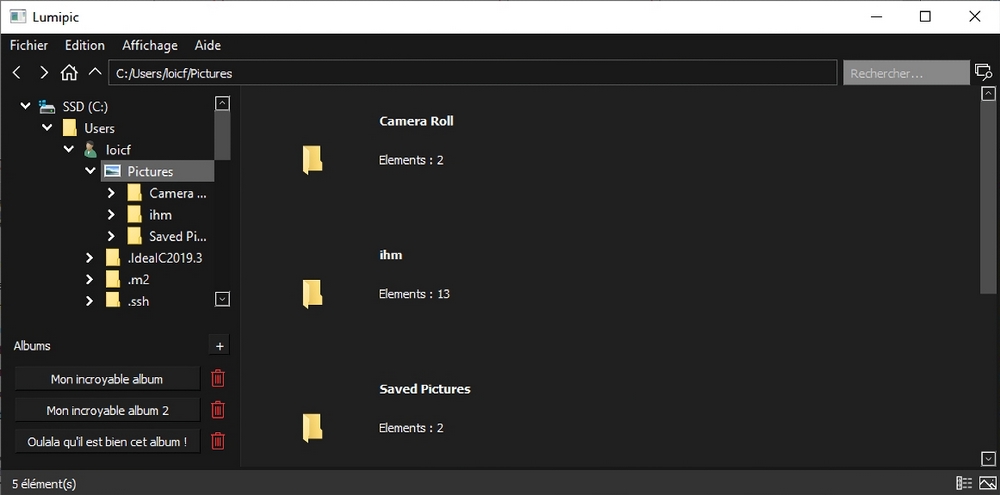 Lumipic
Fichier Edition Affichage Aide
C:/Users/loicf/Pictures
Rechercher...
SSD (C:)
Users
loicf
Pictures
Camera ...
ihm
Saved Pi...
.IdeaIC2019.3
.m2
.ssh
Albums
+
Mon incroyable album
Mon incroyable album 2
Oulala qu'il est bien cet album !
Camera Roll
Elements : 2
ihm
Elements : 13
Saved Pictures
Elements : 2
5 élément(s)